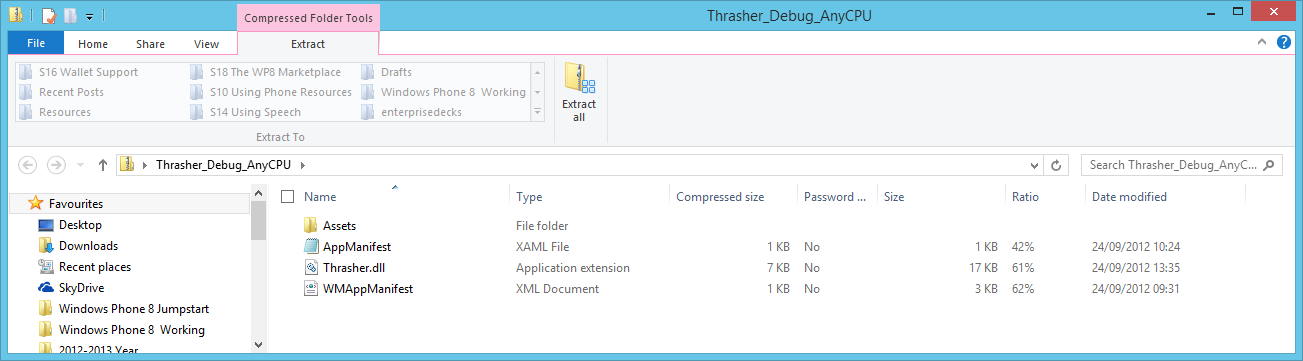 Compressed Folder Tools
Thrasher_Debug_AnyCPU
File Home Share View Extract
S16 Wallet Support S18 The WP8 Marketplace Drafts
Recent Posts S10 Using Phone Resources Windows Phone 8  Working
Resources S14 Using Speech enterprisedecks
Extract To
Extract
all
Thrasher_Debug_AnyCPU
Search Thrasher_Debug_AnyC...
Favourites
Desktop
Downloads
Recent places
SkyDrive
Windows Phone 8 Jumpstart
Windows Phone 8  Working
2012-2013 Year
Name Type Compressed size Password ... Size Ratio Date modified
Assets File folder
AppManifest XAML File 1 KB No 1 KB 42% 24/09/2012 10:24
Thrasher.dll Application extension 7 KB No 17 KB 61% 24/09/2012 13:35
WMAppManifest XML Document 1 KB No 3 KB 62% 24/09/2012 09:31